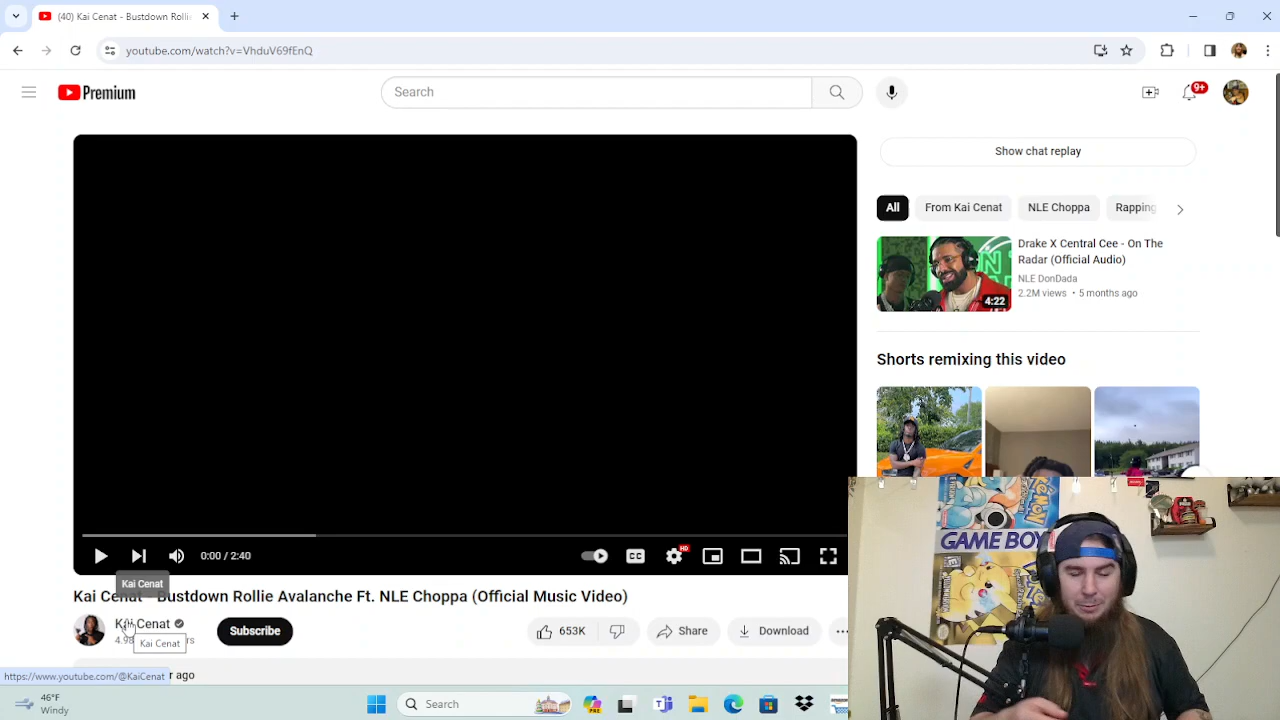 (40) Kai Cenat - Bustdown Rollie
youtube.com/watch?v=VhduV69fEnQ
Premium
Search
9+
Show chat replay
All
From Kai Cenat
NLE Choppa
Rapping
Drake X Central Cee - On The
Radar (Official Audio)
NLE DonDada
2.2M views • 5 months ago
4:22
Shorts remixing this video
0:00 / 2:40
CC
HD
Kai Cenat
Kai Cenat - Bustdown Rollie Avalanche Ft. NLE Choppa (Official Music Video)
Kai Cenat
Kai Cenat
Subscribe
653K
Share
Download
https://www.youtube.com/@KaiCenat
ago
46°F
Windy
Search
PRE
GAME BOY